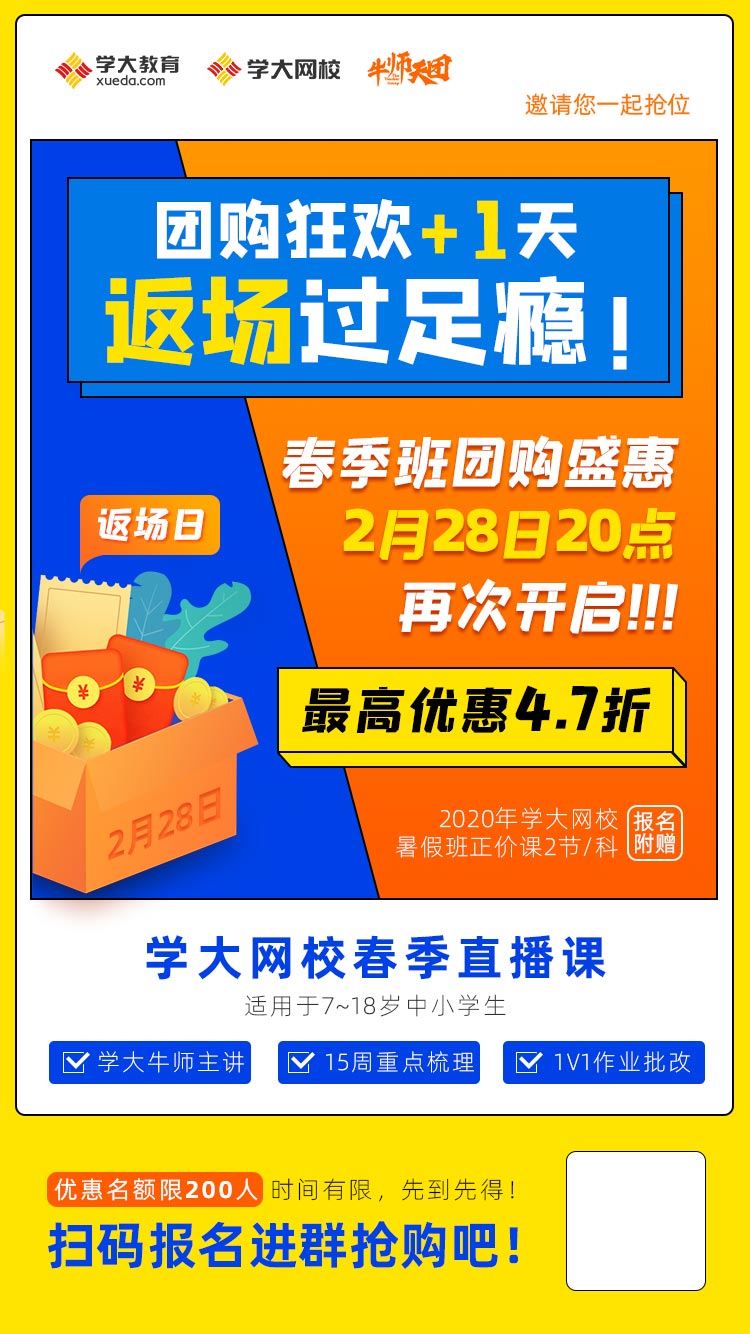 学大教育
xueda.com
学大网校
牛师天团
邀请您一起抢位
团购狂欢+1天
返场过足瘾!
春季班团购盛惠
2月28日20点
再次开启!!!
返场日
¥ ¥ ¥
¥ ¥
最高优惠4.7折
2月28日
2020年学大网校
暑假班正价课2节/科
报名
附赠
学大网校春季直播课
适用于7~18岁中小学生
学大牛师主讲
15周重点梳理
1V1作业批改
优惠名额限200人 时间有限，先到先得！
扫码报名进群抢购吧！